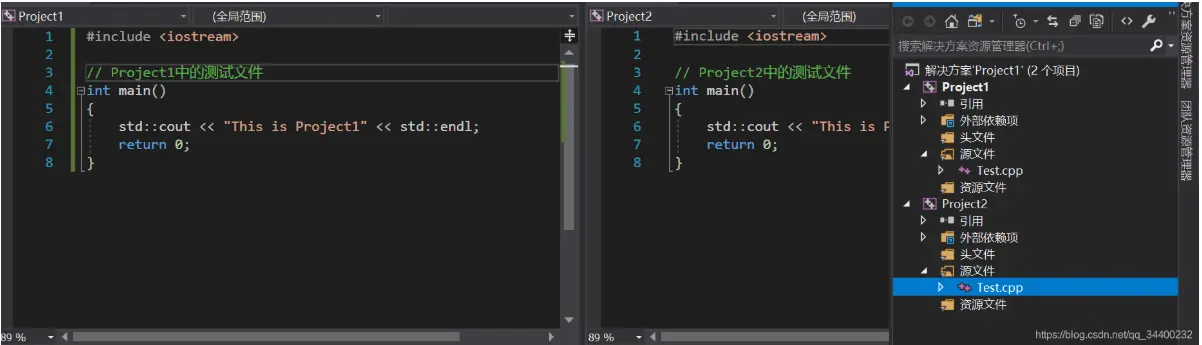 Project1
(全局范围)
1 #include <iostream>
2
3 // Project1中的测试文件
4 int main()
5 {
6 std::cout << "This is Project1" << std::endl;
7 return 0;
8 }
89 %
Project2
(全局范围)
1 #include <iostream>
2
3 // Project2中的测试文件
4 int main()
5 {
6 std::cout << "This is P
7 return 0;
8 }
89 %
搜索解决方案资源管理器(Ctrl+;)
解决方案'Project1' (2 个项目)
Project1
引用
外部依赖项
头文件
源文件
Test.cpp
资源文件
Project2
引用
外部依赖项
头文件
源文件
Test.cpp
资源文件
方案资源管理器
团队资源管理器
https://blog.csdn.net/qq_34400232